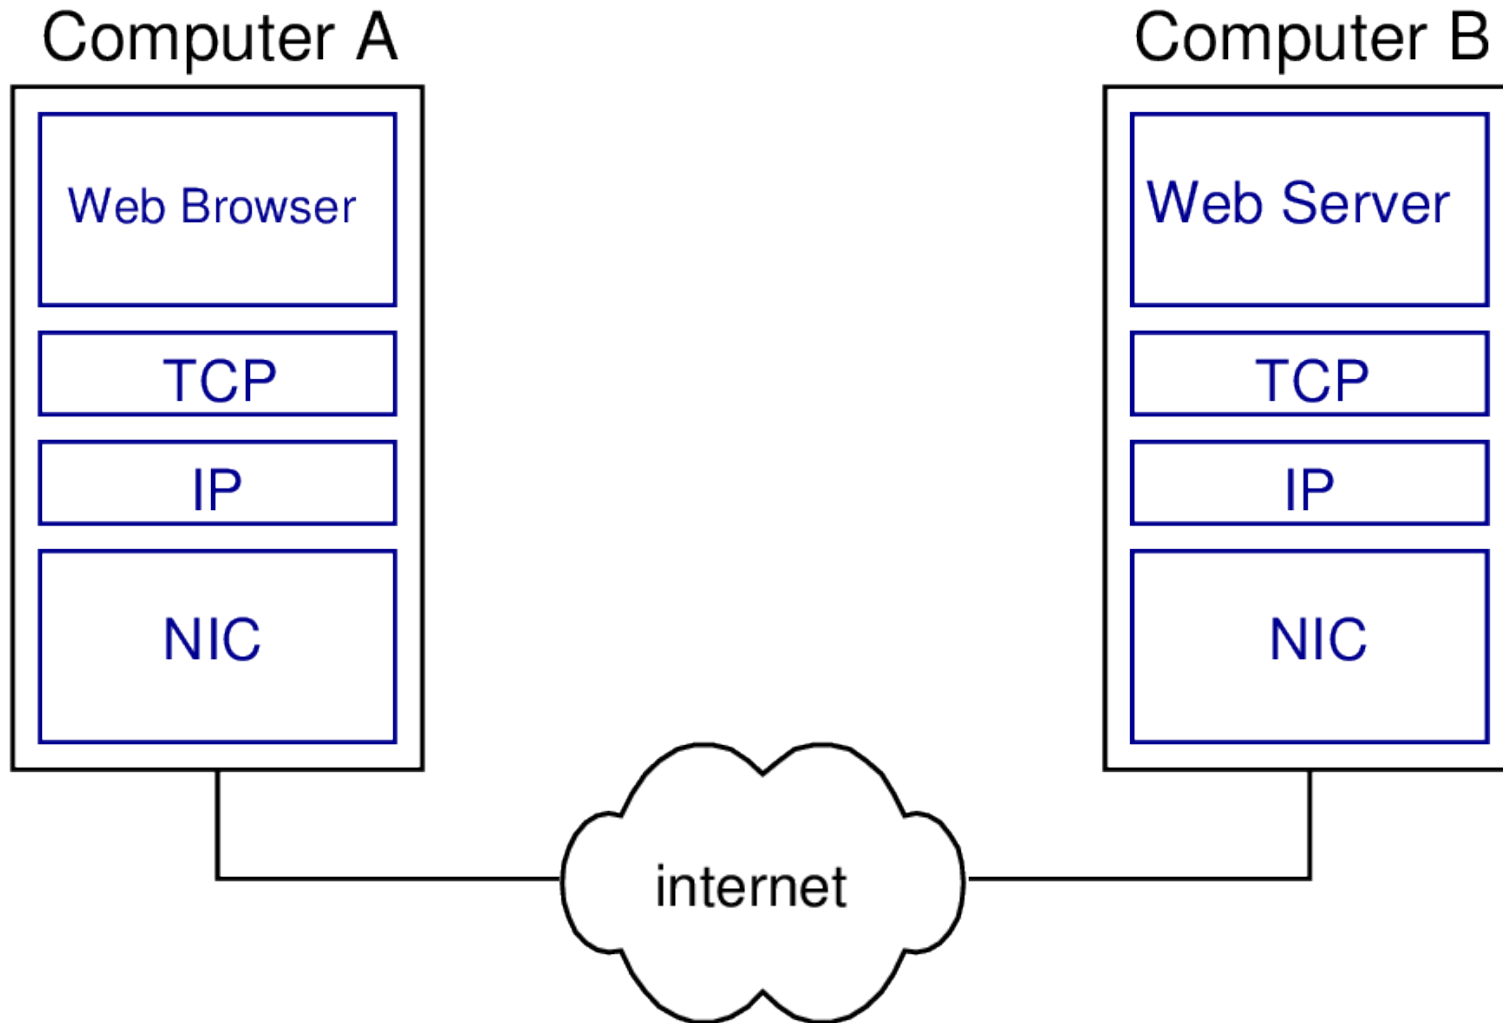 Computer A
Computer B
Web Browser
TCP
IP
NIC
Web Server
TCP
IP
NIC
internet